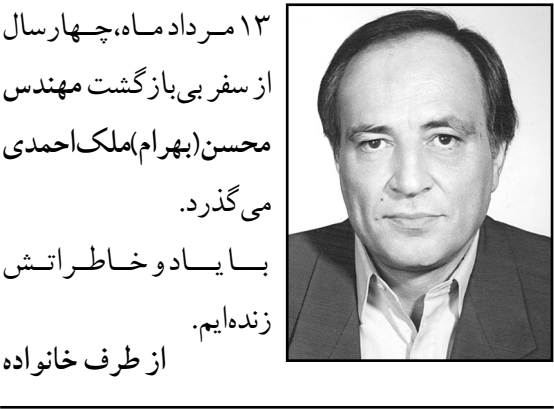 ۱۳ مرداد ماه،چهار سال
از سفر بی‌بازگشت مهندس
محسن(بهرام)ملک‌احمدی
می‌گذرد.
با یاد و خاطراتش
زنده‌ایم.
از طرف خانواده